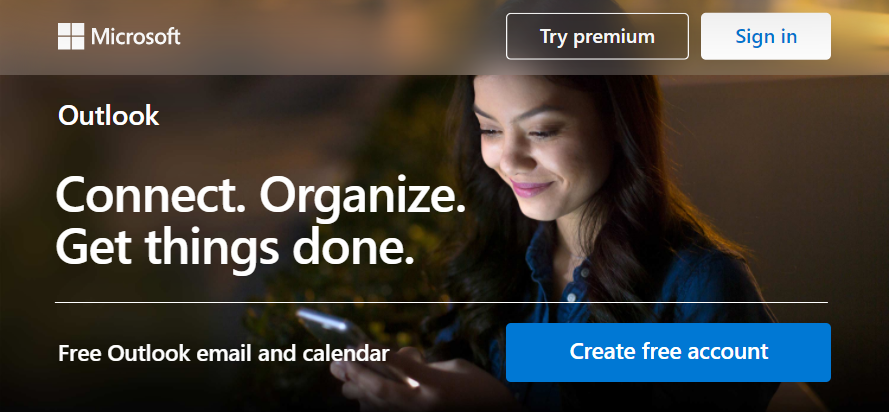 Microsoft
Try premium
Sign in
Outlook
Connect. Organize.
Get things done.
Free Outlook email and calendar
Create free account